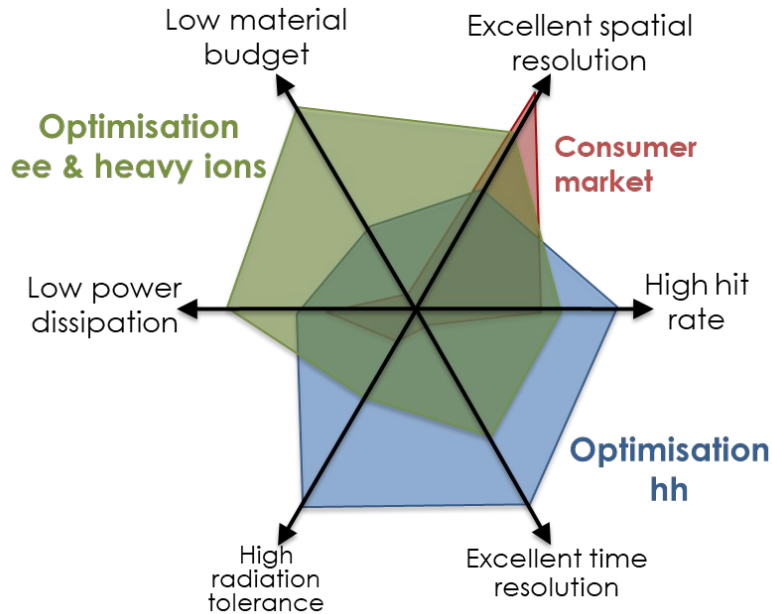 Low material
budget
Excellent spatial
resolution
Optimisation
ee & heavy ions
Consumer
market
Low power
dissipation
High hit
rate
Optimisation
hh
High
radiation
tolerance
Excellent time
resolution